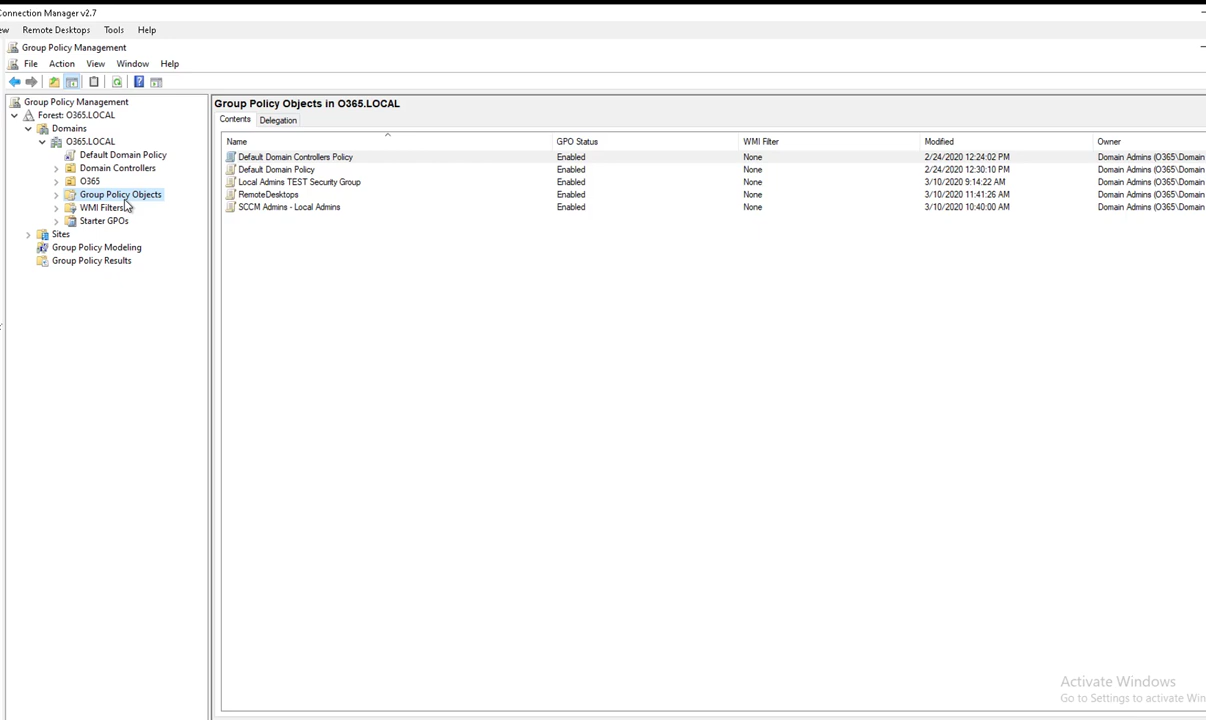 Connection Manager v2.7
ew Remote Desktops Tools Help
Group Policy Management
File Action View Window Help
Group Policy Management
Forest: O365.LOCAL
Domains
O365.LOCAL
Default Domain Policy
Domain Controllers
O365
Group Policy Objects
WMI Filters
Starter GPOs
Sites
Group Policy Modeling
Group Policy Results
Group Policy Objects in O365.LOCAL
Contents Delegation
Name GPO Status WMI Filter Modified Owner
Default Domain Controllers Policy Enabled None 2/24/2020 12:24:02 PM Domain Admins (O365\Domain
Default Domain Policy Enabled None 2/24/2020 12:30:10 PM Domain Admins (O365\Domain
Local Admins TEST Security Group Enabled None 3/10/2020 9:14:22 AM Domain Admins (O365\Domain
RemoteDesktops Enabled None 3/10/2020 11:41:26 AM Domain Admins (O365\Domain
SCCM Admins - Local Admins Enabled None 3/10/2020 10:40:00 AM Domain Admins (O365\Domain
Activate Windows
Go to Settings to activate Win